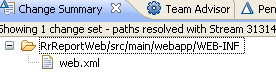 Change Summary Team Advisor Pen
Showing 1 change set - paths resolved with Stream 31314
RrReportWeb/src/main/webapp/WEB-INF
web.xml